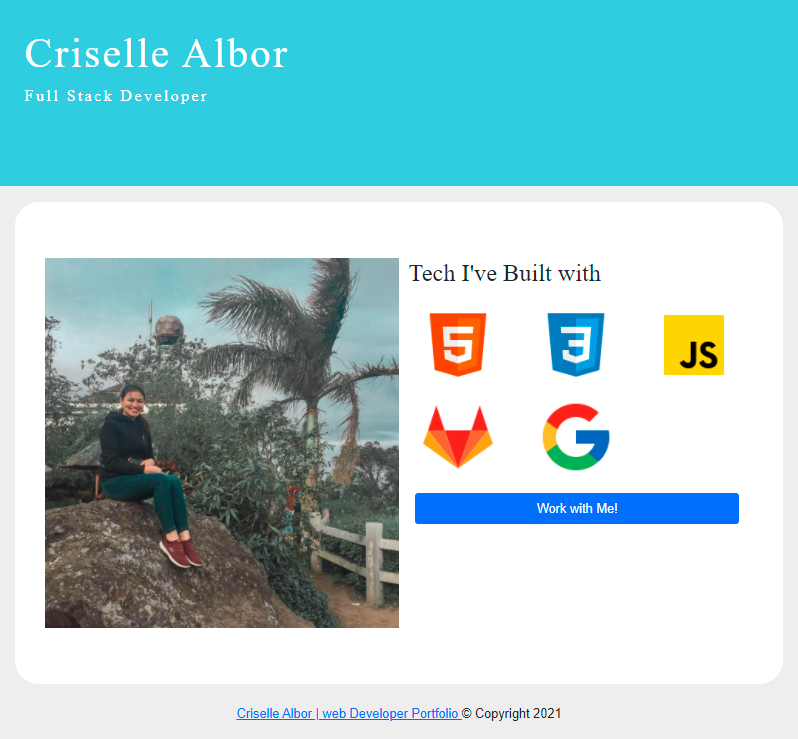 Criselle Albor
Full Stack Developer
Tech I've Built with
5
3
JS
G
Work with Me!
Criselle Albor | web Developer Portfolio © Copyright 2021